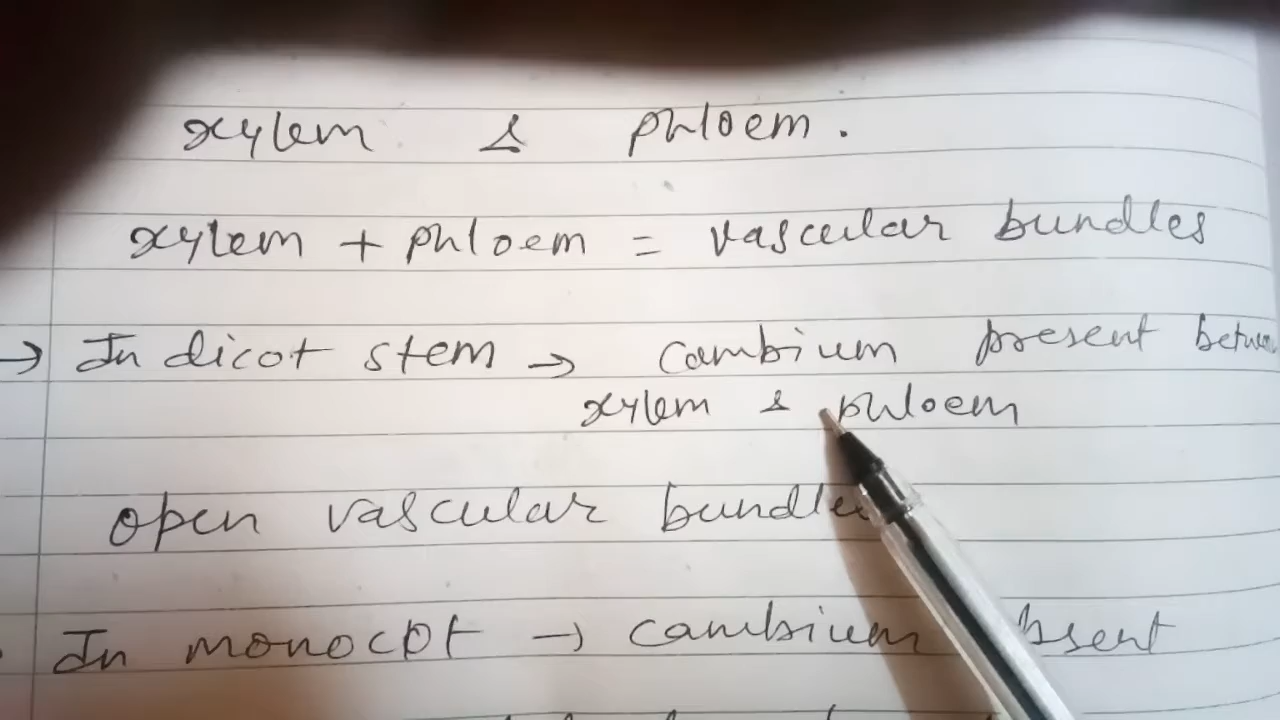 xylem & phloem.
xylem + phloem = vascular bundles
→ In dicot stem → cambium present
xylem & phloem
open vascular
In monocot → cambium